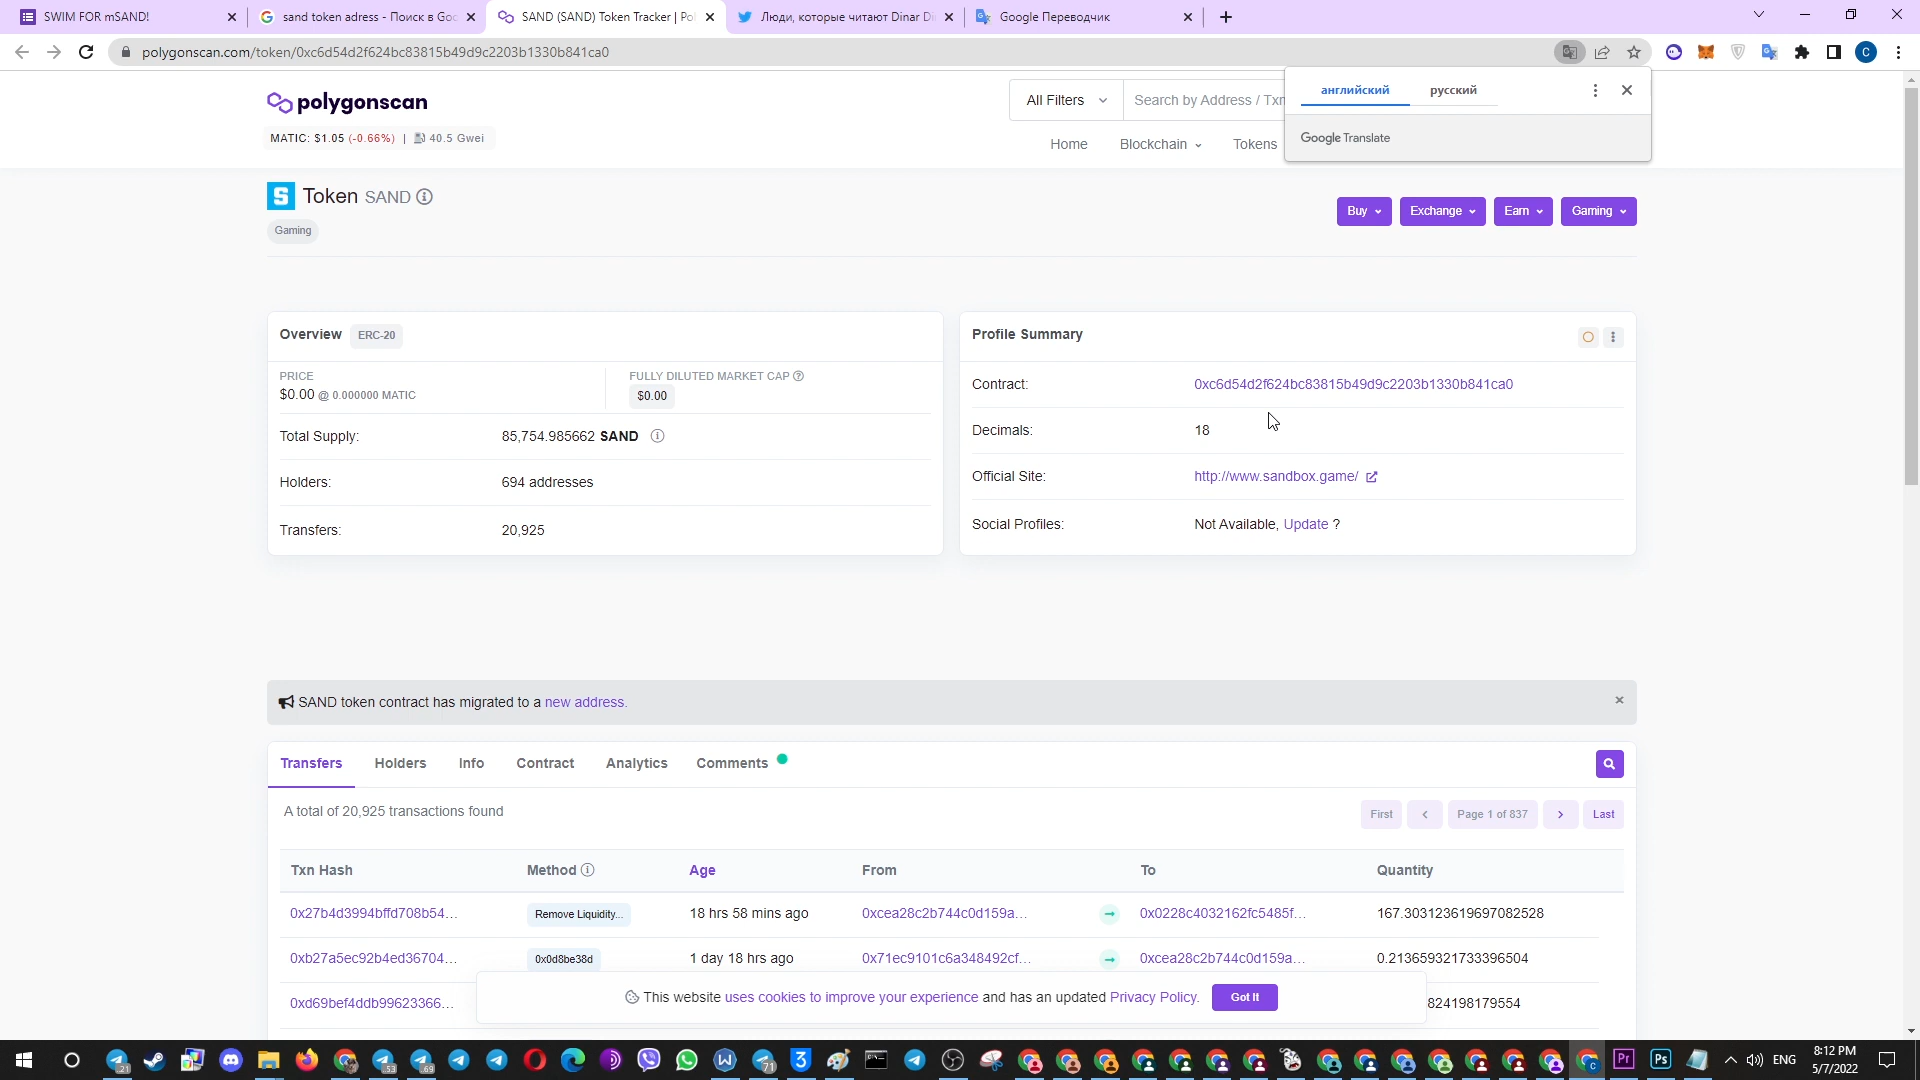 SWIM FOR mSAND!
sand token adress - Поиск в Goo
SAND (SAND) Token Tracker | Pol
Люди, которые читают Dinar Di
Google Переводчик
polygonscan.com/token/0xc6d54d2f624bc83815b49d9c2203b1330b841ca0
C
polygonscan
MATIC: $1.05 (-0.66%) | 40.5 Gwei
All Filters
Search by Address / Txn
Home
Blockchain
Tokens
английский
русский
Google Translate
S
Token SAND
Gaming
Buy
Exchange
Earn
Gaming
Overview ERC-20
PRICE
$0.00 @ 0.000000 MATIC
FULLY DILUTED MARKET CAP
$0.00
Total Supply:
85,754.985662 SAND
Holders:
694 addresses
Transfers:
20,925
Profile Summary
Contract:
0xc6d54d2f624bc83815b49d9c2203b1330b841ca0
Decimals:
18
Official Site:
http://www.sandbox.game/
Social Profiles:
Not Available, Update ?
SAND token contract has migrated to a new address.
Transfers
Holders
Info
Contract
Analytics
Comments
A total of 20,925 transactions found
First
Page 1 of 837
Last
Txn Hash
Method
Age
From
To
Quantity
0x27b4d3994bffd708b54...
Remove Liquidity...
18 hrs 58 mins ago
0xcea28c2b744c0d159a...
0x0228c4032162fc5485f...
167.303123619697082528
0xb27a5ec92b4ed36704...
0x0d8be38d
1 day 18 hrs ago
0x71ec9101c6a348492cf...
0xcea28c2b744c0d159a...
0.213659321733396504
0xd69bef4ddb99623366...
824198179554
This website uses cookies to improve your experience and has an updated Privacy Policy.
Got It
21
53
69
71
3
Pr
Ps
ENG
8:12 PM
5/7/2022